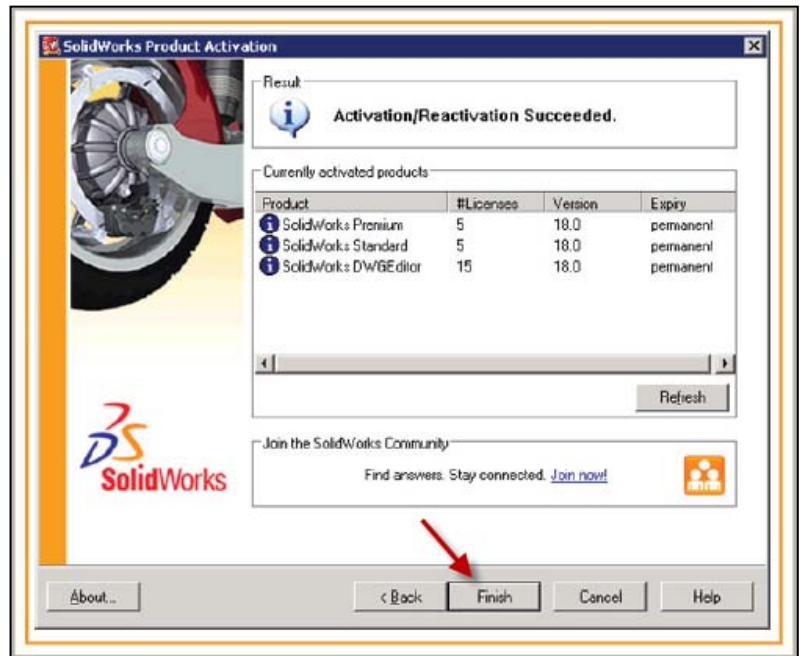 SolidWorks Product Activation
Result
Activation/Reactivation Succeeded.
Currently activated products
Product #Licenses Version Expiry
SolidWorks Premium 5 18.0 permanent
SolidWorks Standard 5 18.0 permanent
SolidWorks DWGEditor 15 18.0 permanent
Refresh
Join the SolidWorks Community
Find answers. Stay connected. Join now!
DS
SolidWorks
About... < Back Finish Cancel Help